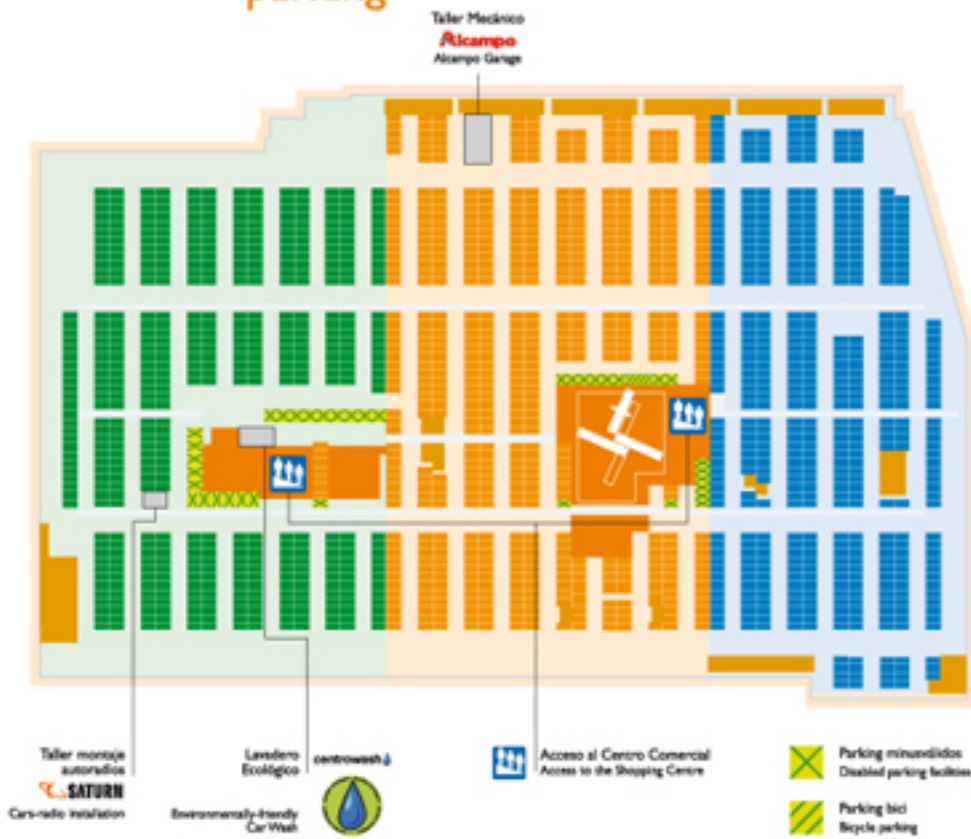 parking
Taller Mecánico
Alcampo
Alcampo Garage
Taller montaje
autoradios
SATURN
Cars-radio installation
Lavadero
Ecológico
centrowash
Environmentally-friendly
Car Wash
Acceso al Centro Comercial
Access to the Shopping Centre
Parking minusválidos
Disabled parking facilities
Parking bici
Bicycle parking